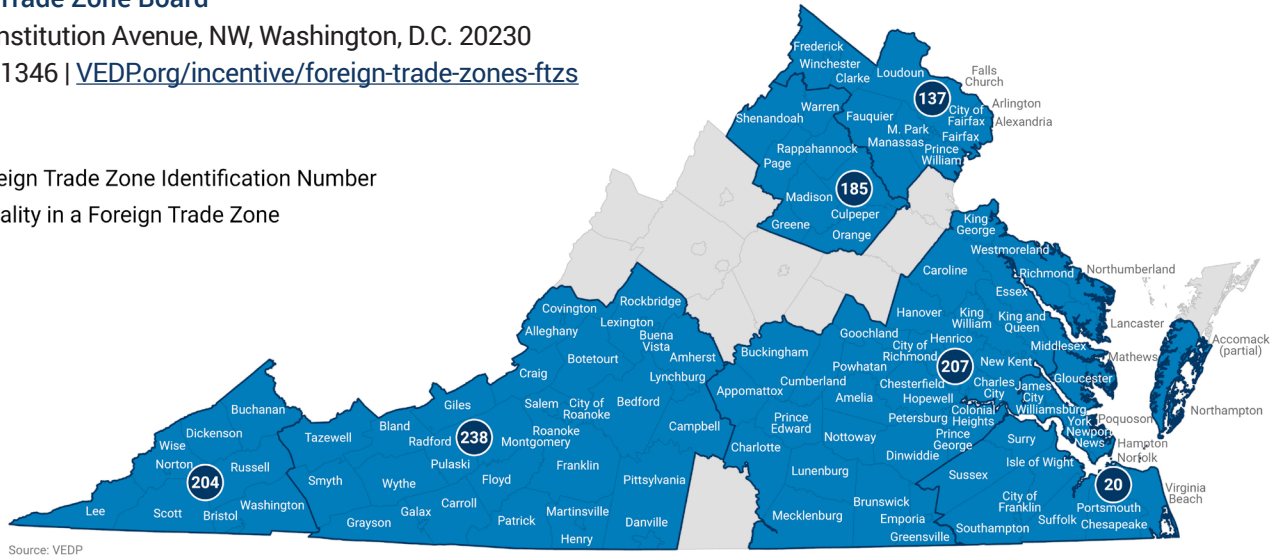 Trade Zone Board
nstitution Avenue, NW, Washington, D.C. 20230
1346 | VEDP.org/incentive/foreign-trade-zones-ftzs
eign Trade Zone Identification Number
ality in a Foreign Trade Zone
Frederick
Winchester
Clarke
Loudoun
Falls
Church
137
Arlington
City of
Fairfax
Alexandria
Warren
Shenandoah
Fauquier
M. Park
Manassas
Fairfax
Prince
William
Rappahannock
Page
185
Madison
Culpeper
Greene
Orange
King
George
Westmoreland
Caroline
Richmond
Northumberland
Essex
Hanover
King
William
King and
Queen
Lancaster
Goochland
Henrico
City of
Richmond
Middlesex
Accomack
(partial)
Mathews
Powhatan
207
New Kent
Gloucester
Buckingham
Cumberland
Chesterfield
Charles
City
James
City
Appomattox
Amelia
Hopewell
Williamsburg
Northampton
Prince
Edward
Petersburg
Colonial
Heights
York
Poquoson
Newport
News
Nottoway
Prince
George
Surry
Hampton
Charlotte
Dinwiddie
Norfolk
Isle of Wight
Lunenburg
Sussex
20
Virginia
Beach
Brunswick
City of
Franklin
Portsmouth
Mecklenburg
Emporia
Suffolk
Chesapeake
Greensville
Southampton
Covington
Rockbridge
Lexington
Alleghany
Buena
Vista
Botetourt
Amherst
Craig
Lynchburg
Giles
Salem
City of
Roanoke
Bedford
Bland
Roanoke
Campbell
Tazewell
Radford
238
Montgomery
Pulaski
Franklin
Smyth
Wythe
Floyd
Pittsylvania
Carroll
Galax
Martinsville
Grayson
Patrick
Danville
Henry
Buchanan
Dickenson
Wise
Norton
Russell
204
Washington
Lee
Scott
Bristol
Source: VEDP